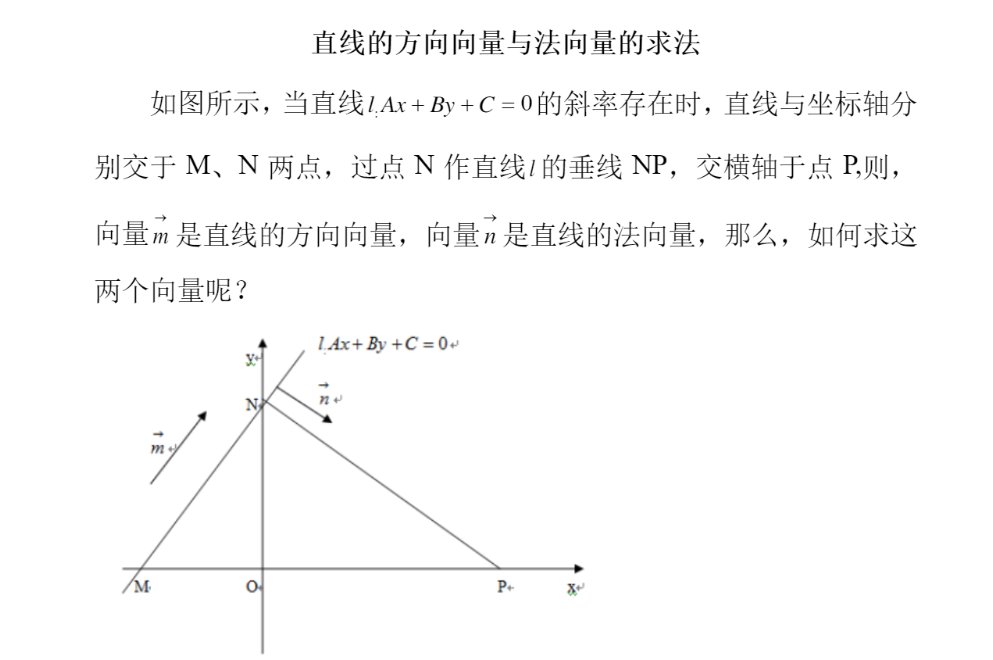 直线的方向向量与法向量的求法
如图所示，当直线l:Ax + By + C = 0的斜率存在时，直线与坐标轴分
别交于 M、N 两点，过点 N 作直线l的垂线 NP，交横轴于点 P,则，
向量m→是直线的方向向量，向量n→是直线的法向量，那么，如何求这
两个向量呢？
l:Ax + By + C = 0
y
n→
N
m→
M
O
P
x